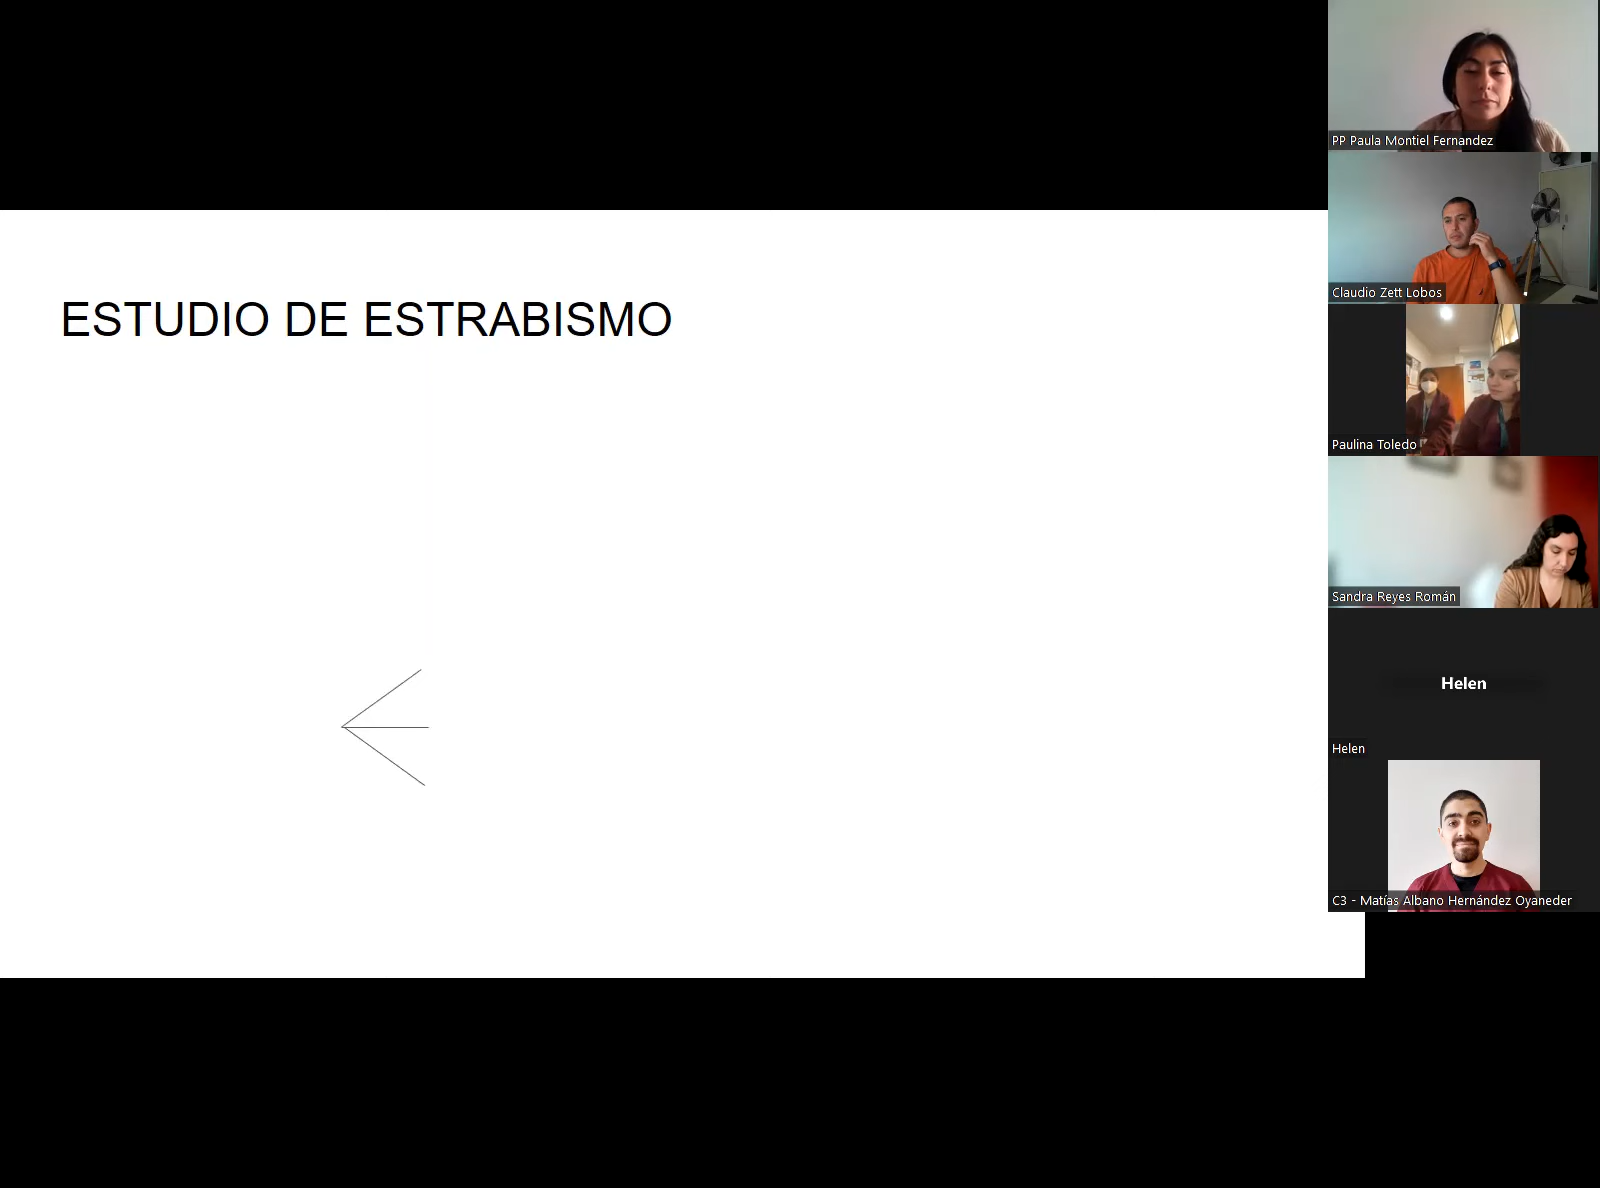 ESTUDIO DE ESTRABISMO
PP Paula Montiel Fernandez
Claudio Zett Lobos
Paulina Toledo
Sandra Reyes Román
Helen
Helen
C3 - Matías Albano Hernández Oyaneder